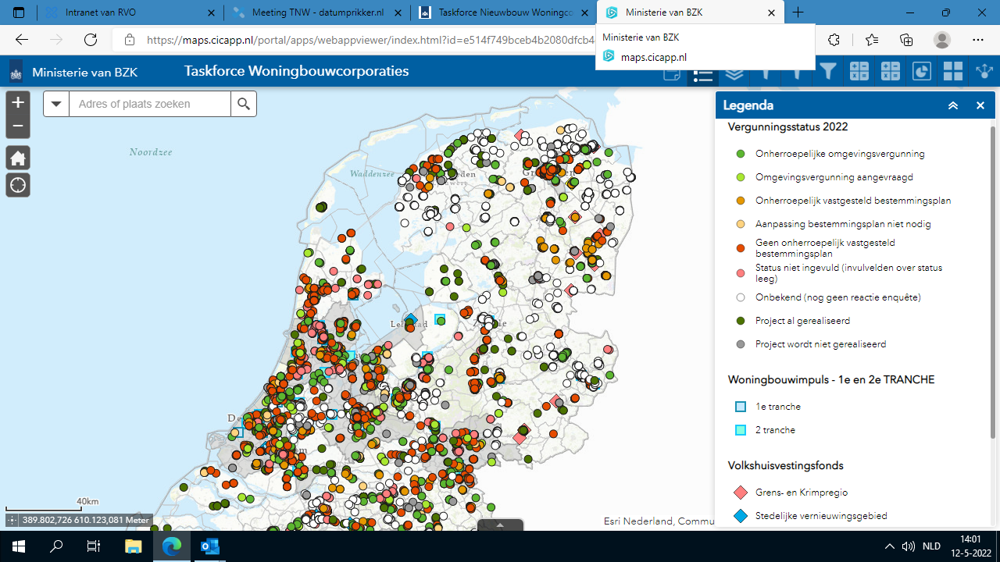 Intranet van RVO
Meeting TNW - datumprikker.nl
Taskforce Nieuwbouw Woningco
Ministerie van BZK
https://maps.cicapp.nl/portal/apps/webappviewer/index.html?id=e514f749bceb4b2080dfcb4
Ministerie van BZK
maps.cicapp.nl
Ministerie van BZK
Taskforce Woningbouwcorporaties
Adres of plaats zoeken
Legenda
Vergunningsstatus 2022
Onherroepelijke omgevingsvergunning
Omgevingsvergunning aangevraagd
Onherroepelijk vastgesteld bestemmingsplan
Aanpassing bestemmingsplan niet nodig
Geen onherroepelijk vastgesteld
bestemmingsplan
Status niet ingevuld (invulvelden over status
leeg)
Onbekend (nog geen reactie enquête)
Project al gerealiseerd
Project wordt niet gerealiseerd
Woningbouwimpuls - 1e en 2e TRANCHE
1e tranche
2 tranche
Volkshuisvestingsfonds
Grens- en Krimpregio
Stedelijke vernieuwingsgebied
Noordzee
Waddenzee
40km
389.802,726 610.123,081 Meter
Esri Nederland, Commu
NLD
14:01
12-5-2022